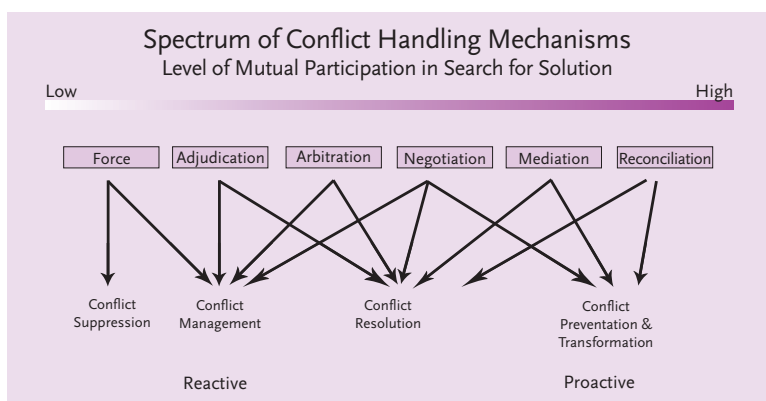 Spectrum of Conflict Handling Mechanisms
Level of Mutual Participation in Search for Solution
Low High
Force Adjudication Arbitration Negotiation Mediation Reconciliation
Conflict Conflict Conflict Conflict
Suppression Management Resolution Preventation &
Transformation
Reactive Proactive